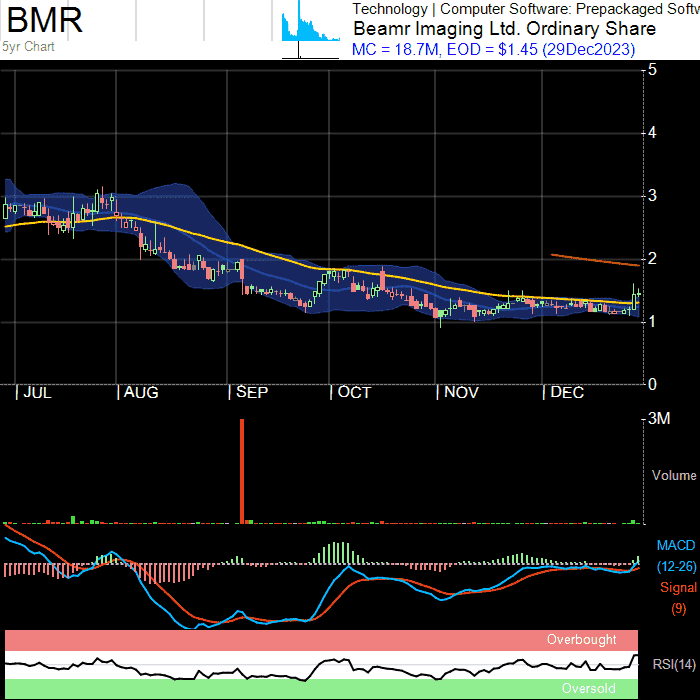 BMR
5yr Chart
Technology | Computer Software: Prepackaged Softw
Beamr Imaging Ltd. Ordinary Share
MC = 18.7M, EOD = $1.45 (29Dec2023)
5
4
3
2
1
0
JUL AUG SEP OCT NOV DEC
3M
Volume
MACD
(12-26)
Signal
(9)
Overbought
RSI(14)
Oversold